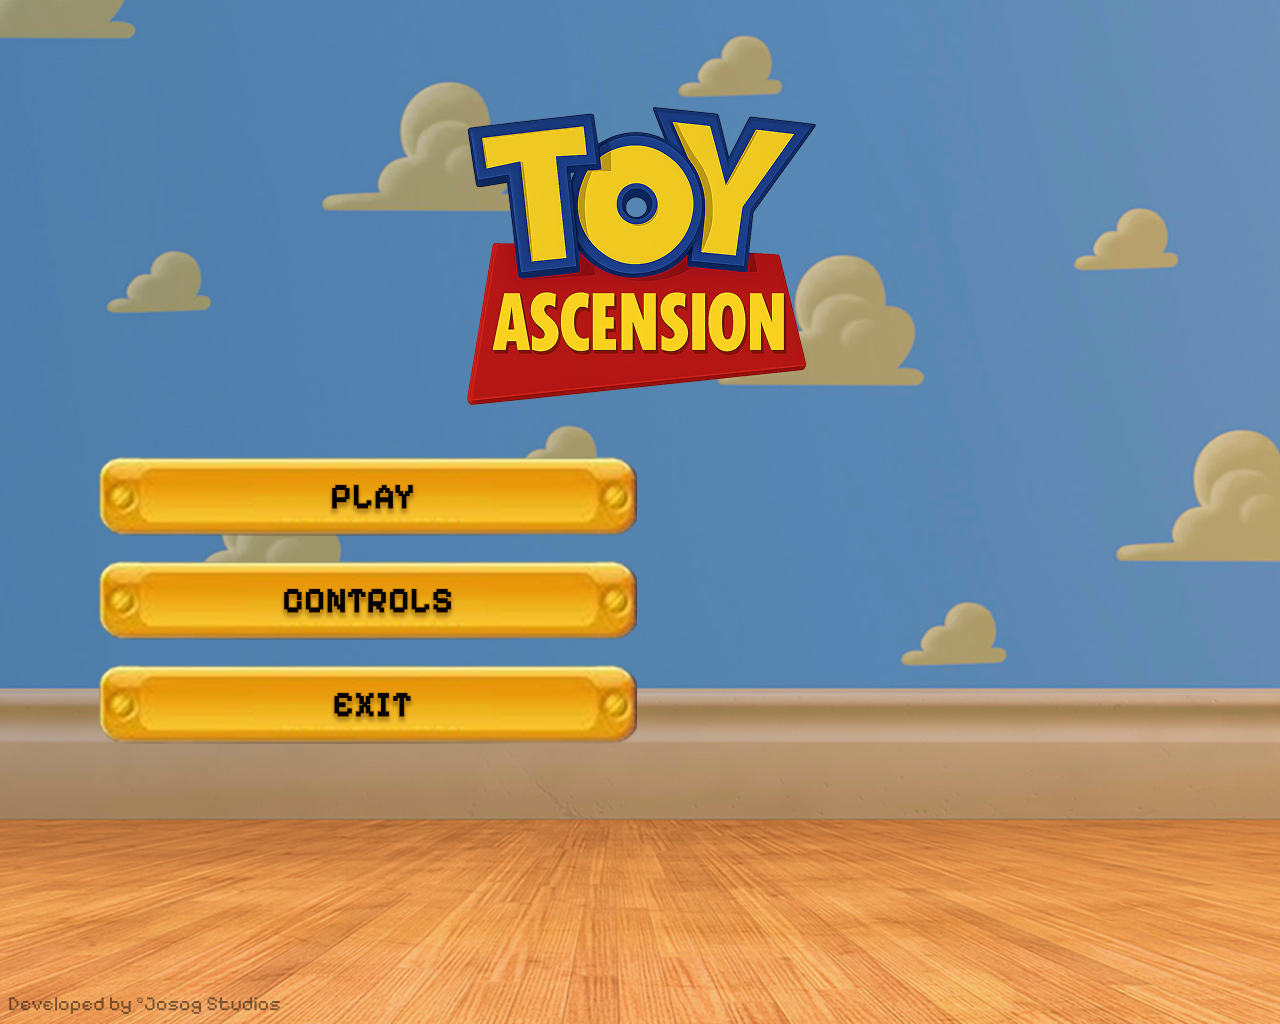 TOY
ASCENSION
PLAY
CONTROLS
EXIT
Developed by °Josog Studios